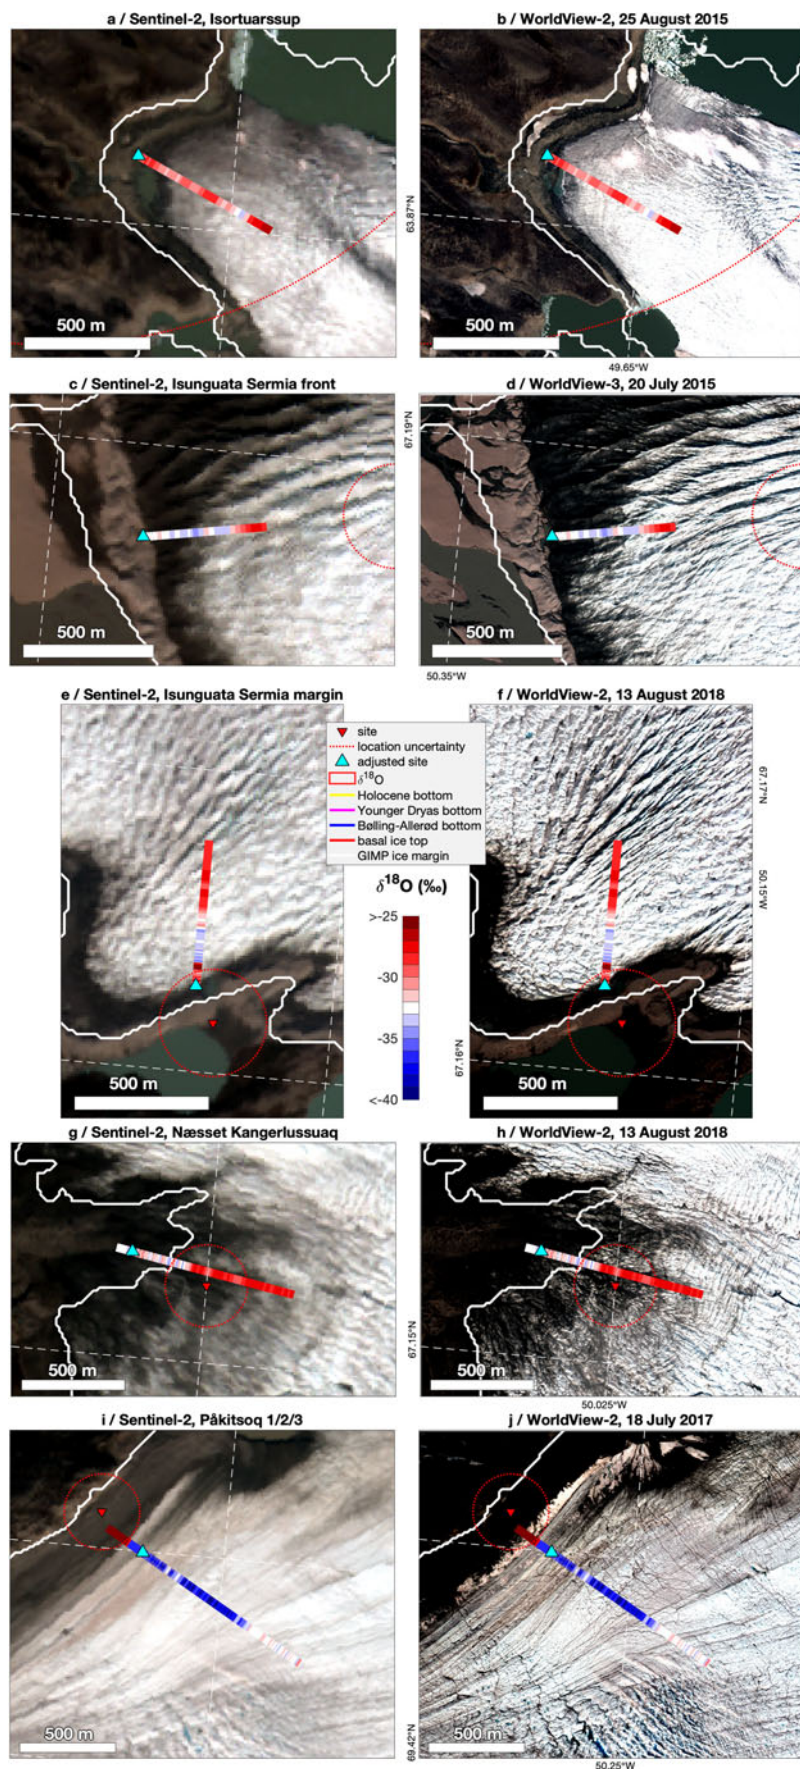 a / Sentinel-2, Isortuarssup
b / WorldView-2, 25 August 2015
63.87°N
500 m
500 m
49.65°W
c / Sentinel-2, Isunguata Sermia front
d / WorldView-3, 20 July 2015
67.19°N
500 m
500 m
50.35°W
e / Sentinel-2, Isunguata Sermia margin
f / WorldView-2, 13 August 2018
site
location uncertainty
adjusted site
δ18O
Holocene bottom
Younger Dryas bottom
Bølling-Allerød bottom
basal ice top
GIMP ice margin
67.17°N
50.15°W
δ18O (‰)
>-25
-30
-35
<-40
67.16°N
500 m
500 m
g / Sentinel-2, Næsset Kangerlussuaq
h / WorldView-2, 13 August 2018
67.15°N
500 m
500 m
50.025°W
i / Sentinel-2, Påkitsoq 1/2/3
j / WorldView-2, 18 July 2017
69.42°N
500 m
500 m
50.25°W